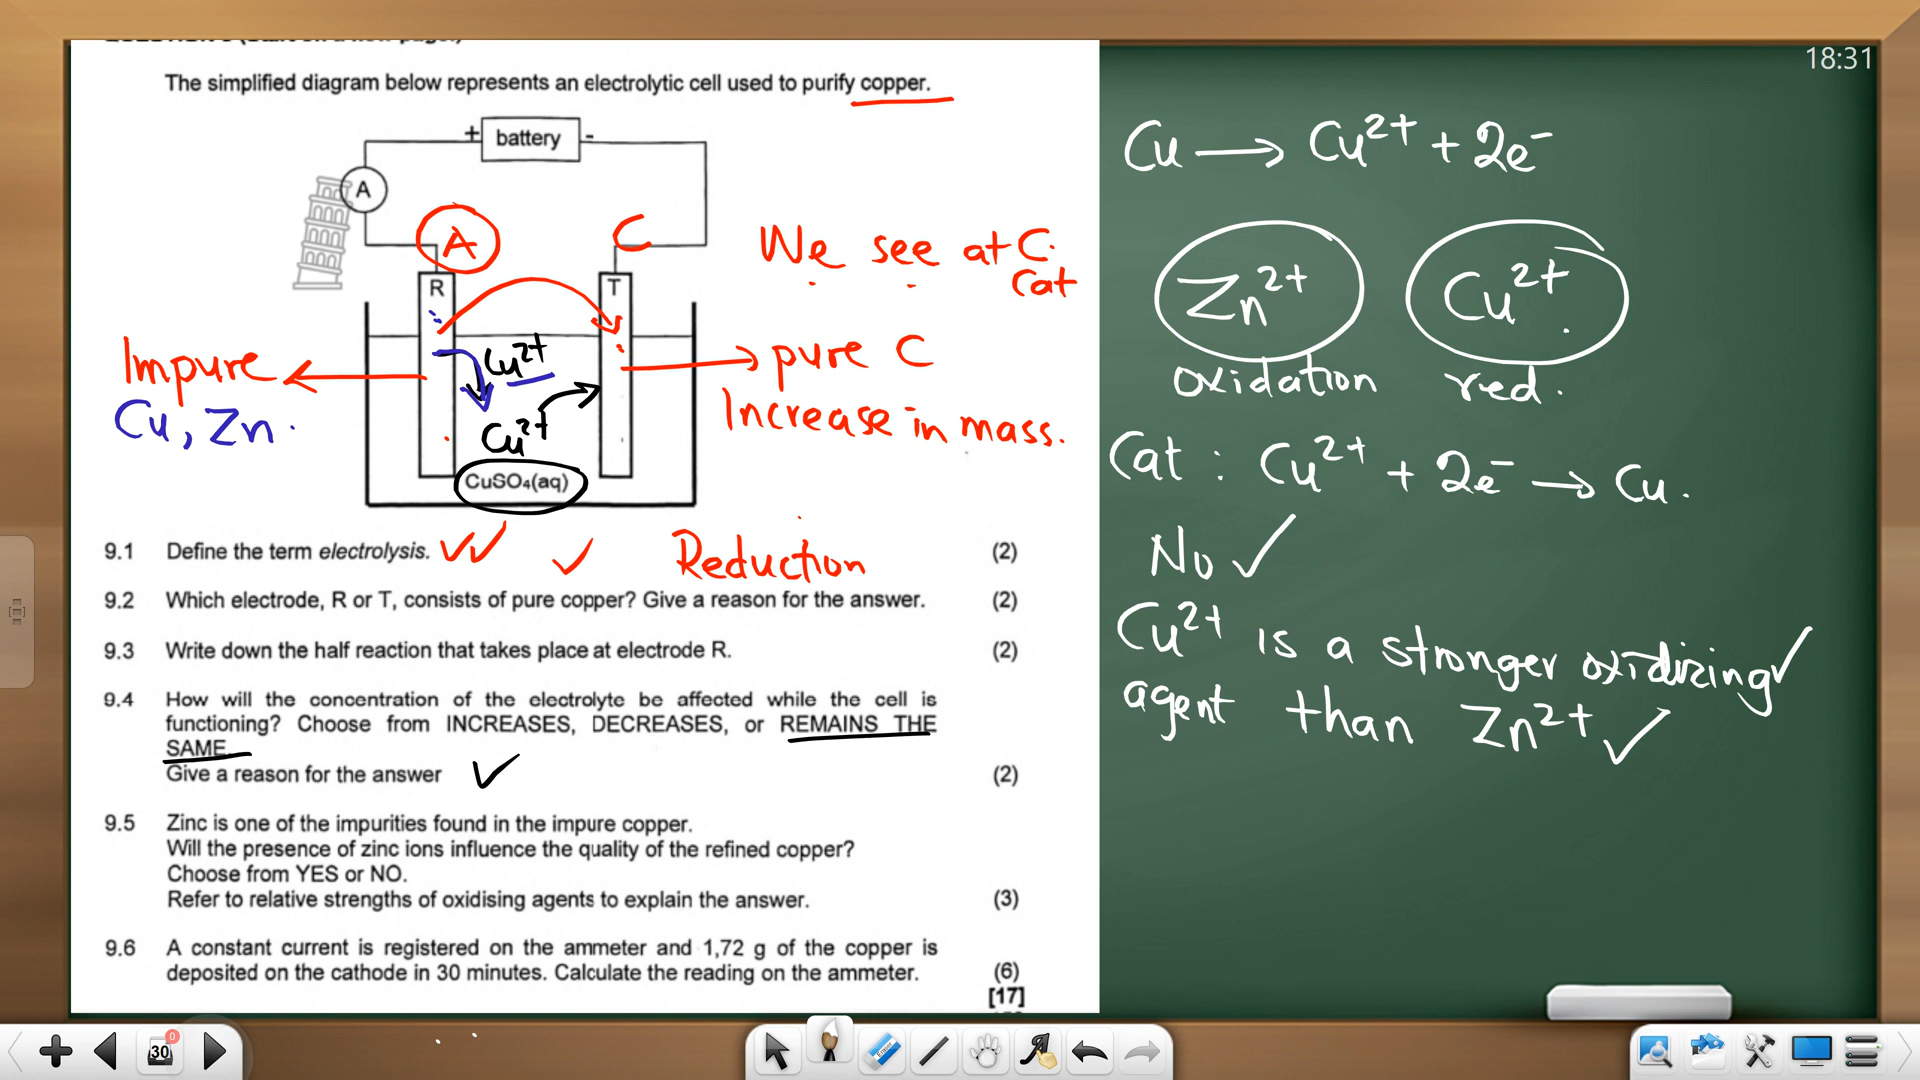 The simplified diagram below represents an electrolytic cell used to purify copper.
+ battery -
A
A
C
R
T
We see at C.
Cat
Impure
Cu, Zn.
Cu2+
Cu2+
CuSO4(aq)
pure C
Increase in mass.
9.1 Define the term electrolysis. (2)
Reduction
9.2 Which electrode, R or T, consists of pure copper? Give a reason for the answer. (2)
9.3 Write down the half reaction that takes place at electrode R. (2)
9.4 How will the concentration of the electrolyte be affected while the cell is
functioning? Choose from INCREASES, DECREASES, or REMAINS THE
SAME.
Give a reason for the answer (2)
9.5 Zinc is one of the impurities found in the impure copper.
Will the presence of zinc ions influence the quality of the refined copper?
Choose from YES or NO.
Refer to relative strengths of oxidising agents to explain the answer. (3)
9.6 A constant current is registered on the ammeter and 1,72 g of the copper is
deposited on the cathode in 30 minutes. Calculate the reading on the ammeter. (6)
[17]
18:31
Cu → Cu2+ + 2e-
Zn2+ Cu2+.
oxidation red.
Cat : Cu2+ + 2e- → Cu.
No ✓
Cu2+ is a stronger oxidizing ✓
agent than Zn2+ ✓
30
0
Eraser